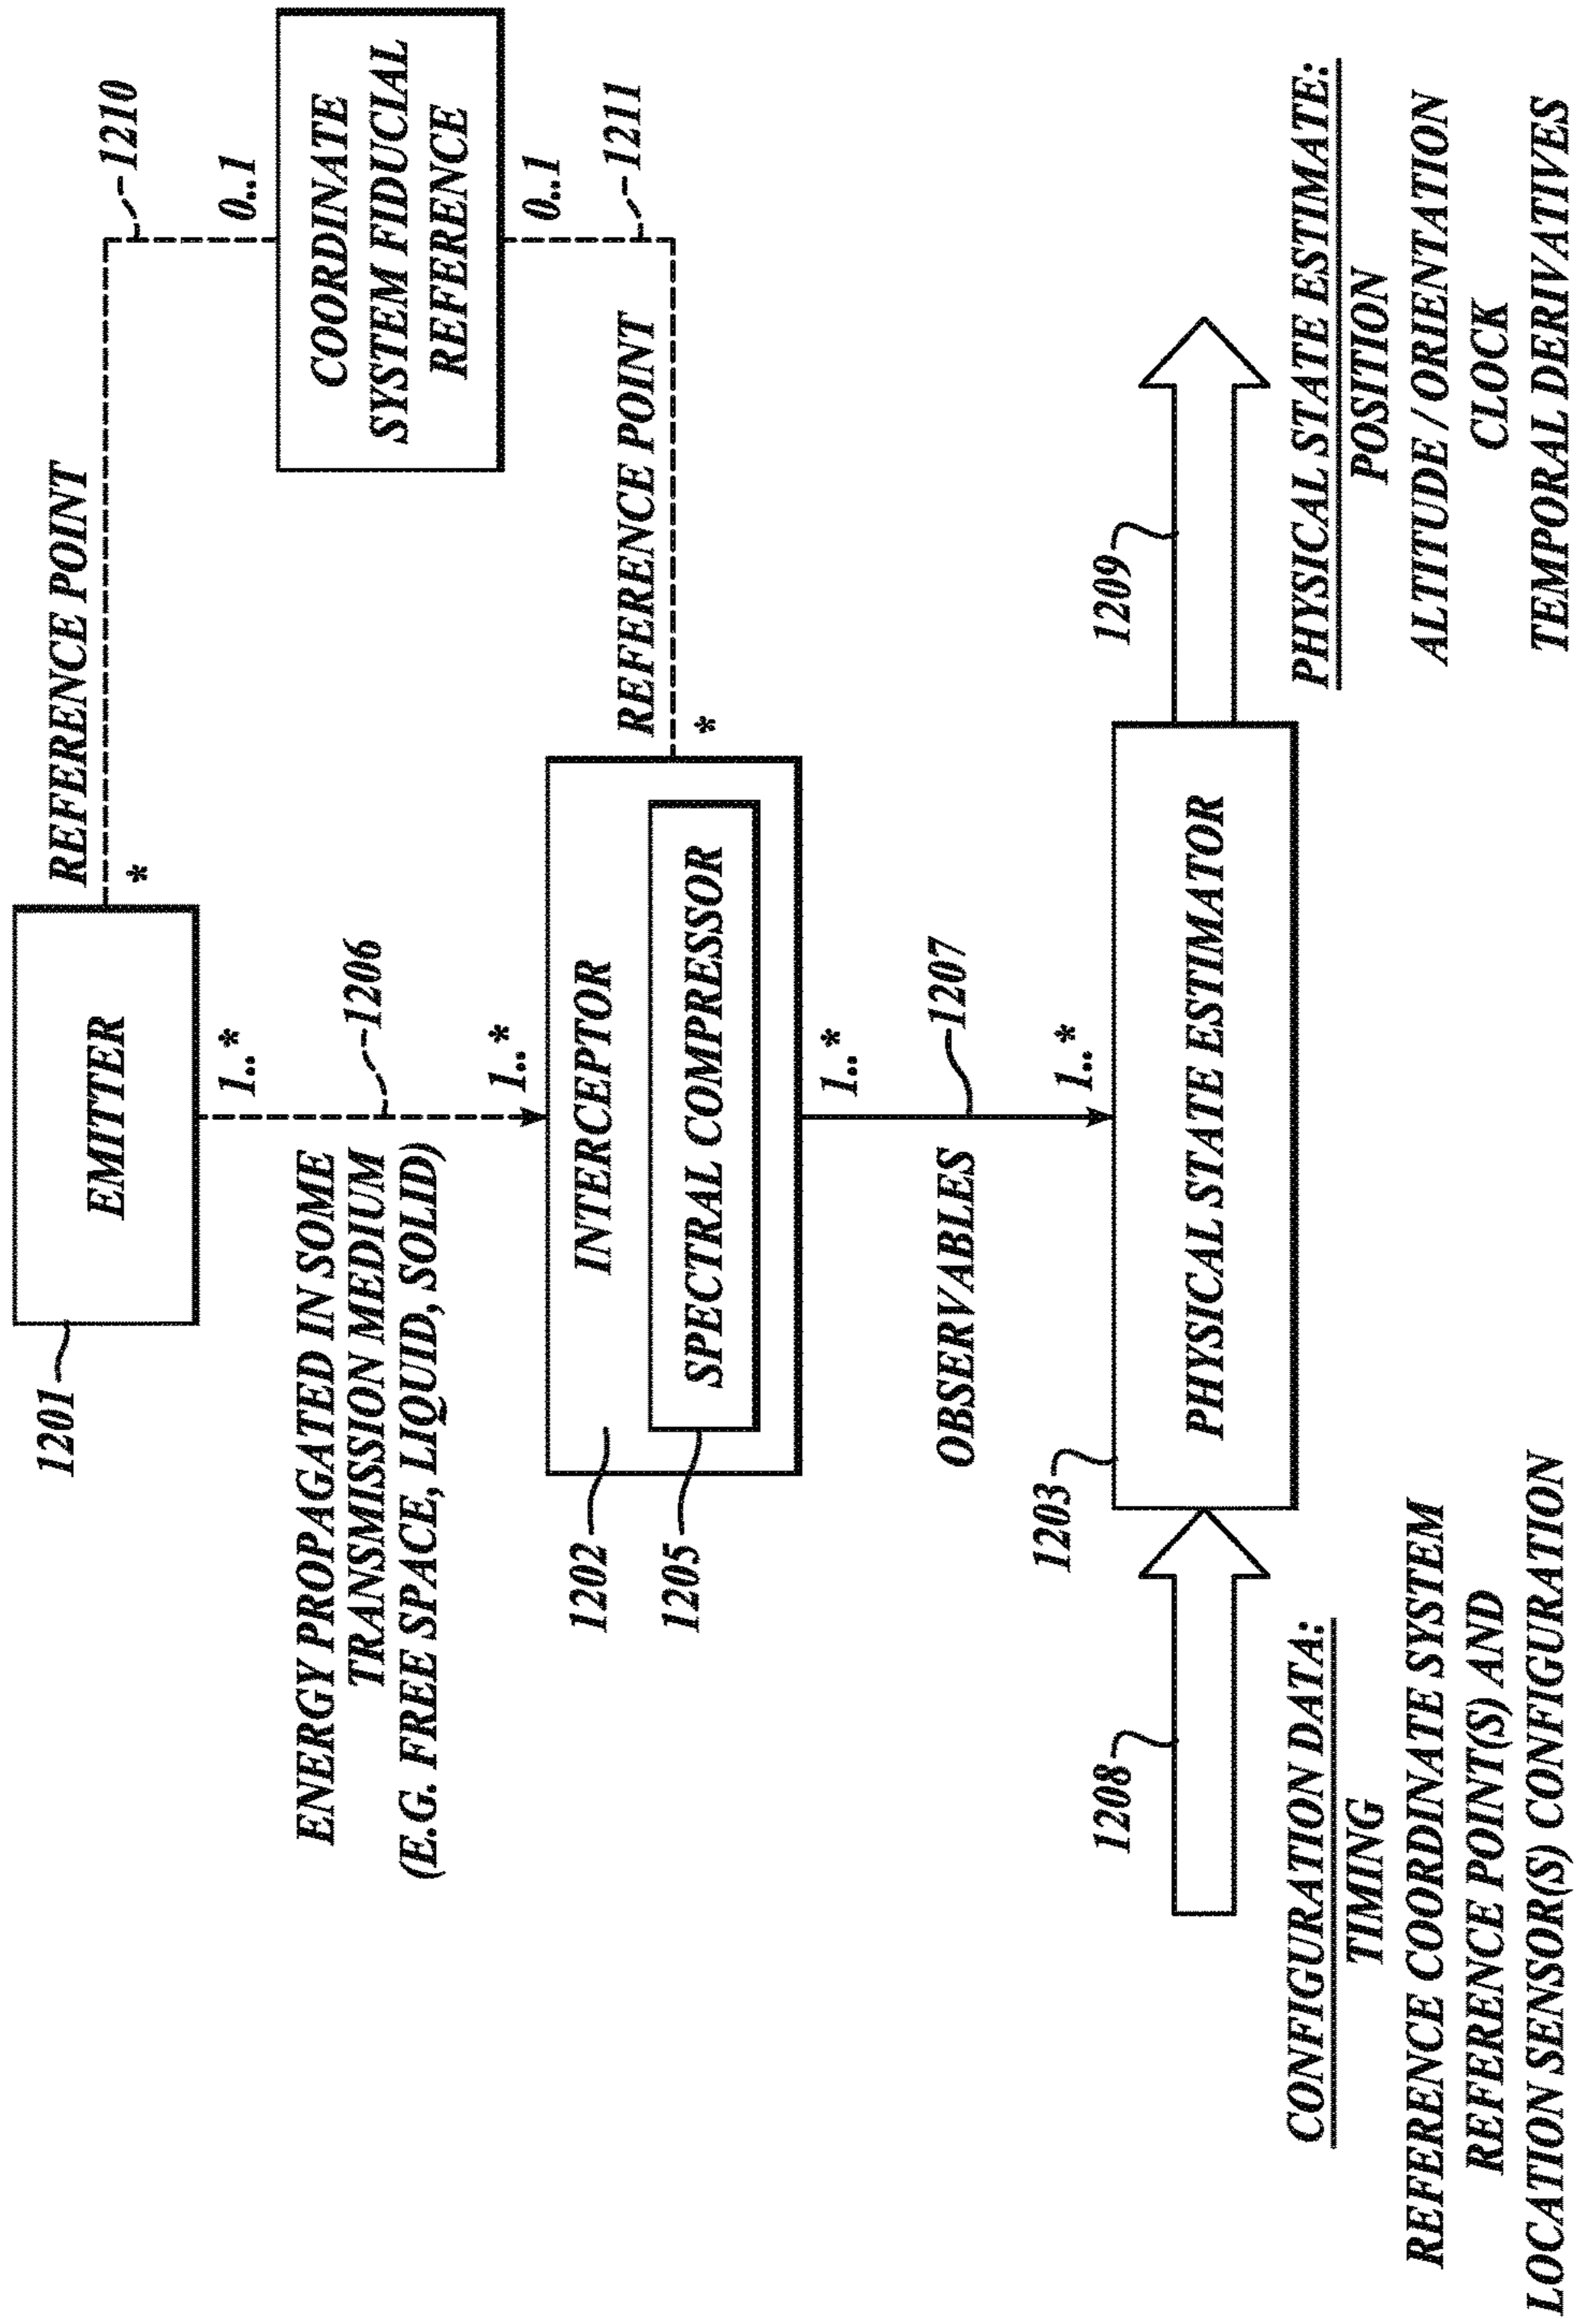 1201
EMITTER
*
REFERENCE POINT
1210
0..1
COORDINATE
SYSTEM FIDUCIAL
REFERENCE
0..1
1211
REFERENCE POINT
*
1..*
ENERGY PROPAGATED IN SOME
TRANSMISSION MEDIUM
(E.G. FREE SPACE, LIQUID, SOLID)
1206
1..*
1202
INTERCEPTOR
1205
SPECTRAL COMPRESSOR
1..*
OBSERVABLES
1207
1..*
1203
PHYSICAL STATE ESTIMATOR
1208
CONFIGURATION DATA:
TIMING
REFERENCE COORDINATE SYSTEM
REFERENCE POINT(S) AND
LOCATION SENSOR(S) CONFIGURATION
1209
PHYSICAL STATE ESTIMATE:
POSITION
ALTITUDE / ORIENTATION
CLOCK
TEMPORAL DERIVATIVES